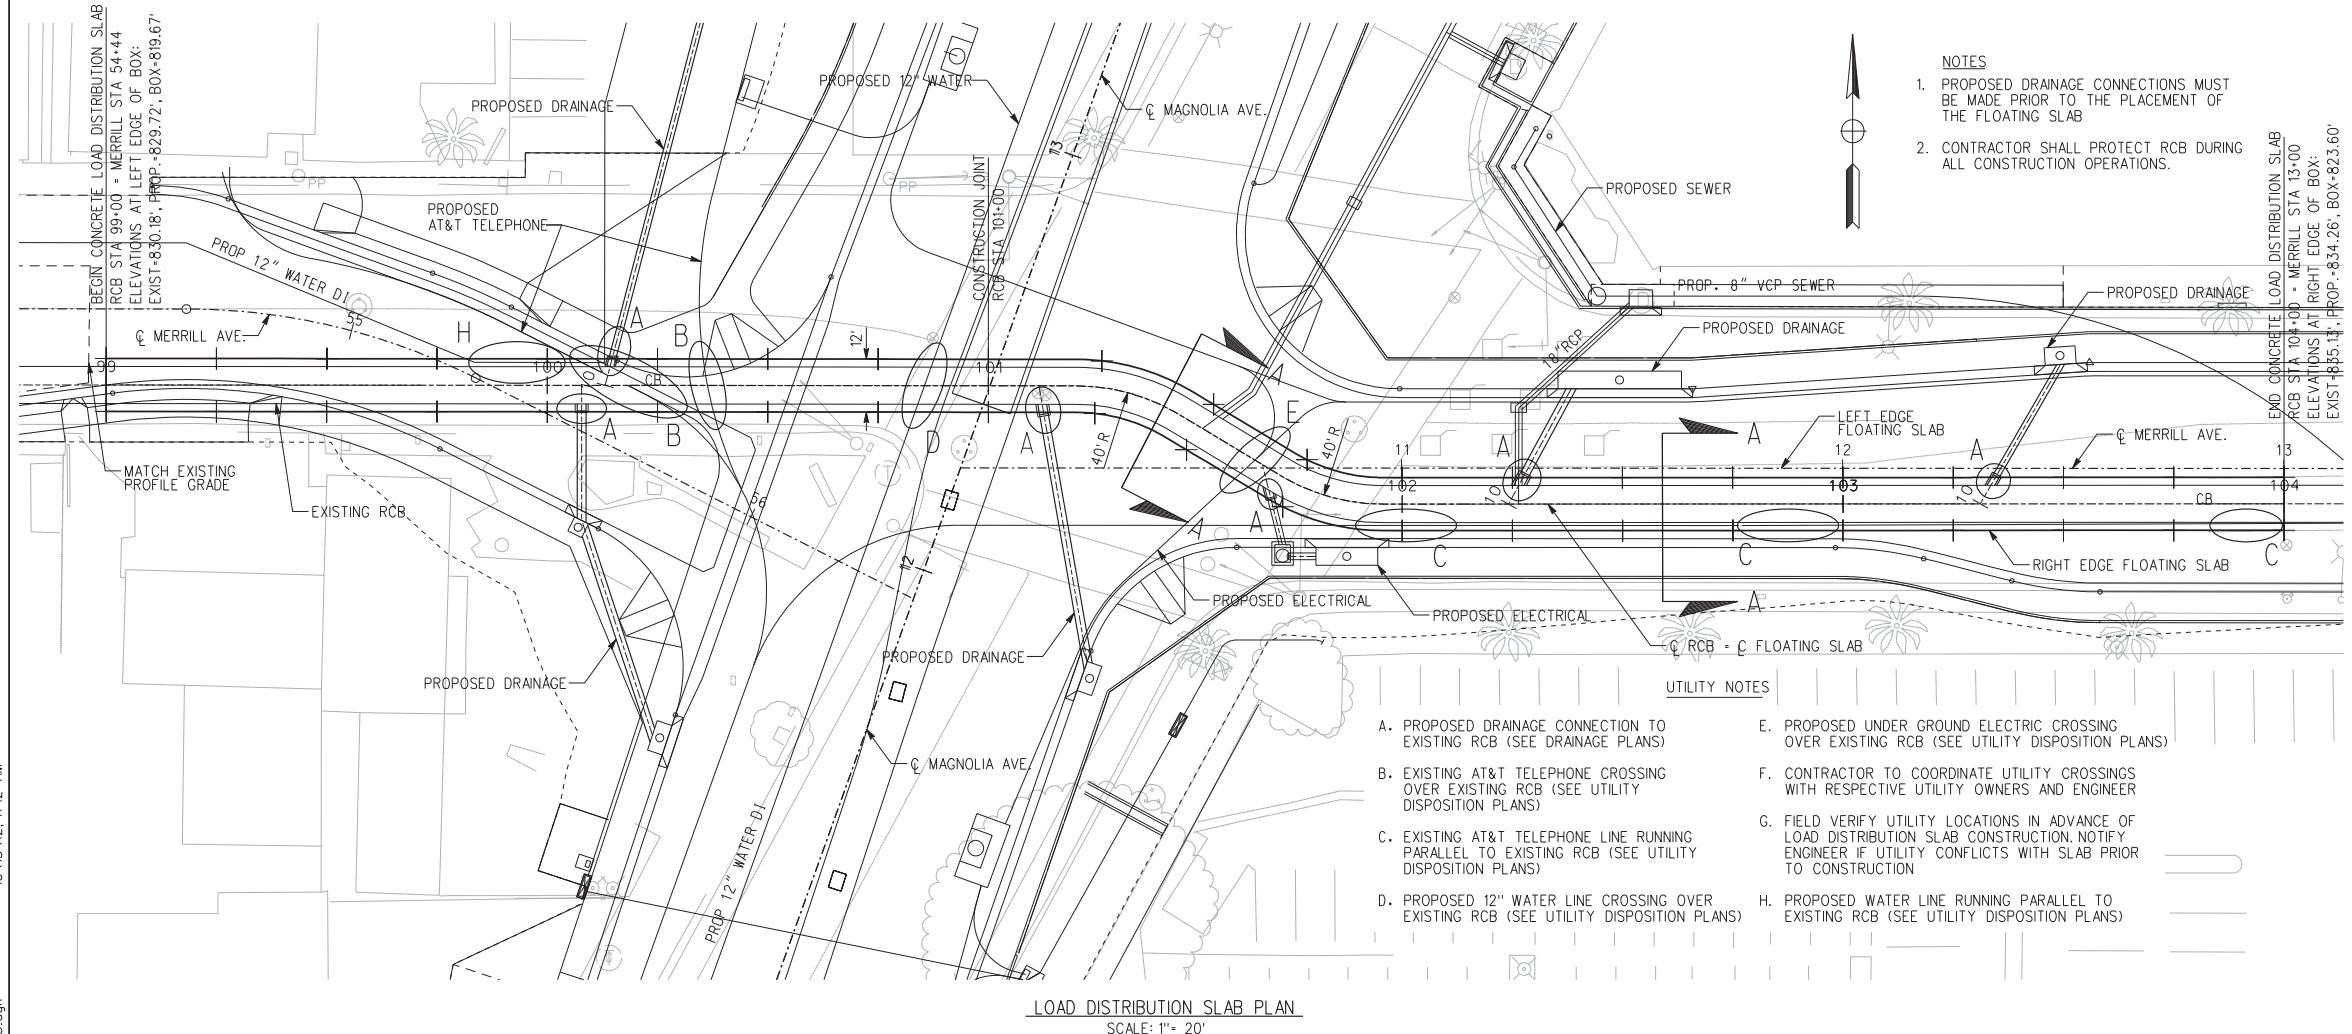 BEGIN CONCRETE LOAD DISTRIBUTION SLAB
RCB STA 99+00 = MERRILL STA 54+44
ELEVATIONS AT LEFT EDGE OF BOX:
EXIST=830.18', PROP.=829.72', BOX=819.67'
PROPOSED DRAINAGE
PROPOSED 12" WATER
℄ MAGNOLIA AVE.
13
CONSTRUCTION JOINT
RCB STA 101+00
PP
PP
PROPOSED
AT&T TELEPHONE
PROP 12" WATER DI
55
℄ MERRILL AVE.
H
A
B
12'
99
100
101
10'
CB
A
B
D
A
40'R
E
40'R
A
A
A
MATCH EXISTING
PROFILE GRADE
EXISTING RCB
56
12
T
PROPOSED DRAINAGE
PROPOSED DRAINAGE
℄ MAGNOLIA AVE.
PROP 12" WATER DI
T
PROPOSED ELECTRICAL
PROPOSED ELECTRICAL
NOTES
1. PROPOSED DRAINAGE CONNECTIONS MUST
BE MADE PRIOR TO THE PLACEMENT OF
THE FLOATING SLAB
2. CONTRACTOR SHALL PROTECT RCB DURING
ALL CONSTRUCTION OPERATIONS.
PROPOSED SEWER
PROP. 8" VCP SEWER
PROPOSED DRAINAGE
PROPOSED DRAINAGE
18"RCP
LEFT EDGE
FLOATING SLAB
℄ MERRILL AVE.
11
12
13
A
A
A
102
103
104
10'
10'
CB
C
C
C
A
RIGHT EDGE FLOATING SLAB
℄ RCB = ℄ FLOATING SLAB
END CONCRETE LOAD DISTRIBUTION SLAB
RCB STA 104+00 = MERRILL STA 13+00
ELEVATIONS AT RIGHT EDGE OF BOX:
EXIST=835.13', PROP.=834.26', BOX=823.60'
UTILITY NOTES
A. PROPOSED DRAINAGE CONNECTION TO
EXISTING RCB (SEE DRAINAGE PLANS)
B. EXISTING AT&T TELEPHONE CROSSING
OVER EXISTING RCB (SEE UTILITY
DISPOSITION PLANS)
C. EXISTING AT&T TELEPHONE LINE RUNNING
PARALLEL TO EXISTING RCB (SEE UTILITY
DISPOSITION PLANS)
D. PROPOSED 12" WATER LINE CROSSING OVER
EXISTING RCB (SEE UTILITY DISPOSITION PLANS)
E. PROPOSED UNDER GROUND ELECTRIC CROSSING
OVER EXISTING RCB (SEE UTILITY DISPOSITION PLANS)
F. CONTRACTOR TO COORDINATE UTILITY CROSSINGS
WITH RESPECTIVE UTILITY OWNERS AND ENGINEER
G. FIELD VERIFY UTILITY LOCATIONS IN ADVANCE OF
LOAD DISTRIBUTION SLAB CONSTRUCTION. NOTIFY
ENGINEER IF UTILITY CONFLICTS WITH SLAB PRIOR
TO CONSTRUCTION
H. PROPOSED WATER LINE RUNNING PARALLEL TO
EXISTING RCB (SEE UTILITY DISPOSITION PLANS)
LOAD DISTRIBUTION SLAB PLAN
SCALE: 1"= 20'